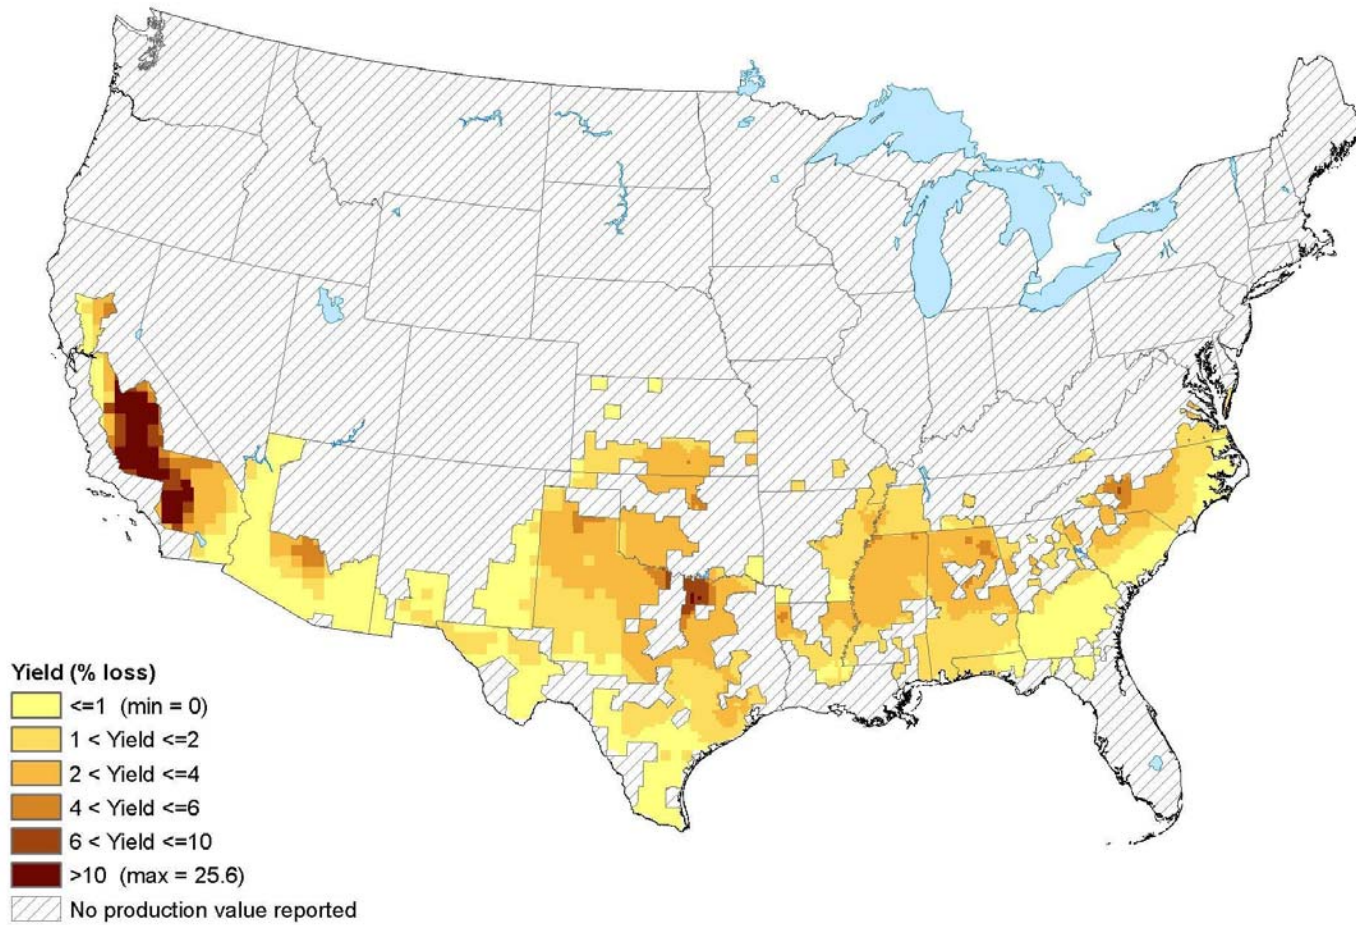 Yield (% loss)
<=1 (min = 0)
1 < Yield <=2
2 < Yield <=4
4 < Yield <=6
6 < Yield <=10
>10 (max = 25.6)
No production value reported